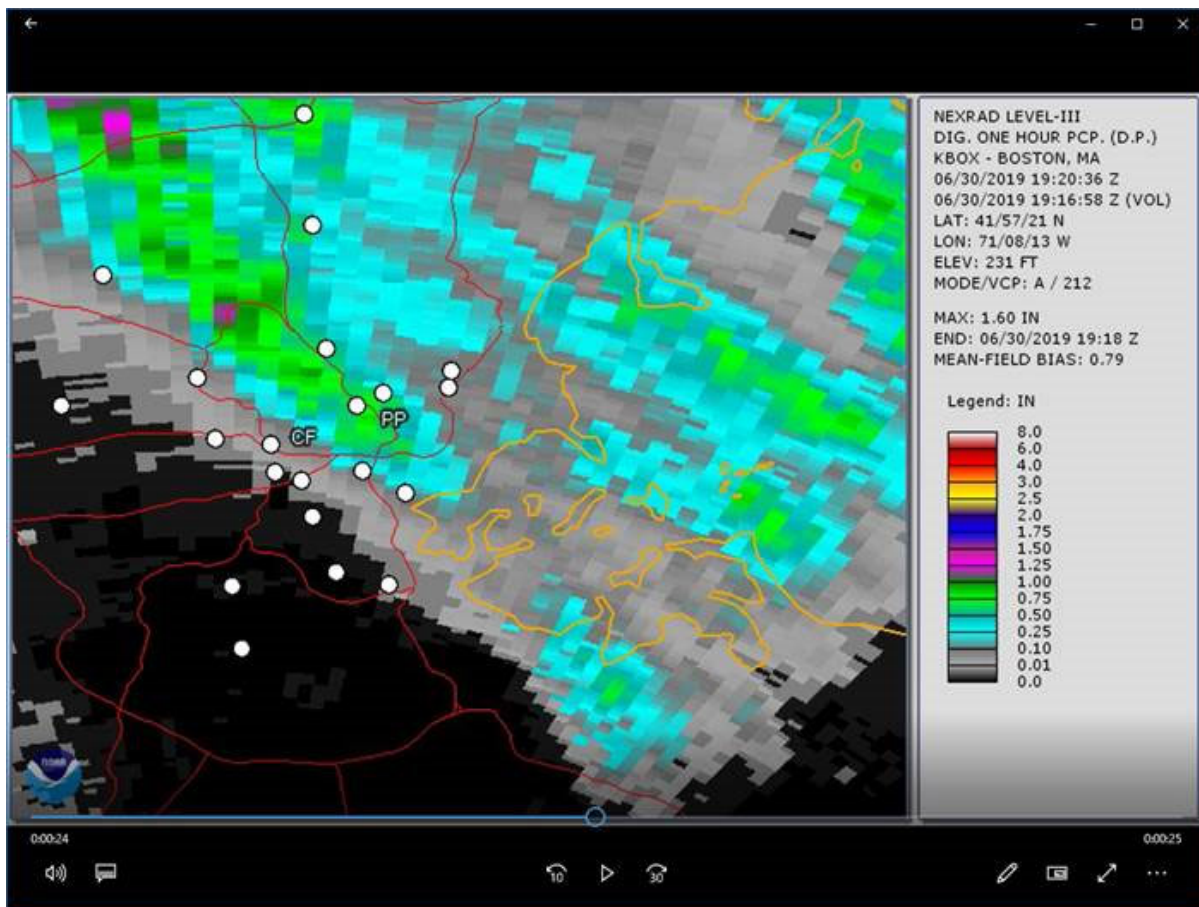 PP
CF
NOAA
NEXRAD LEVEL-III
DIG. ONE HOUR PCP. (D.P.)
KBOX - BOSTON, MA
06/30/2019 19:20:36 Z
06/30/2019 19:16:58 Z (VOL)
LAT: 41/57/21 N
LON: 71/08/13 W
ELEV: 231 FT
MODE/VCP: A / 212
MAX: 1.60 IN
END: 06/30/2019 19:18 Z
MEAN-FIELD BIAS: 0.79
Legend: IN
8.0
6.0
4.0
3.0
2.5
2.0
1.75
1.50
1.25
1.00
0.75
0.50
0.25
0.10
0.01
0.0
0:00:24
0:00:25
10
30